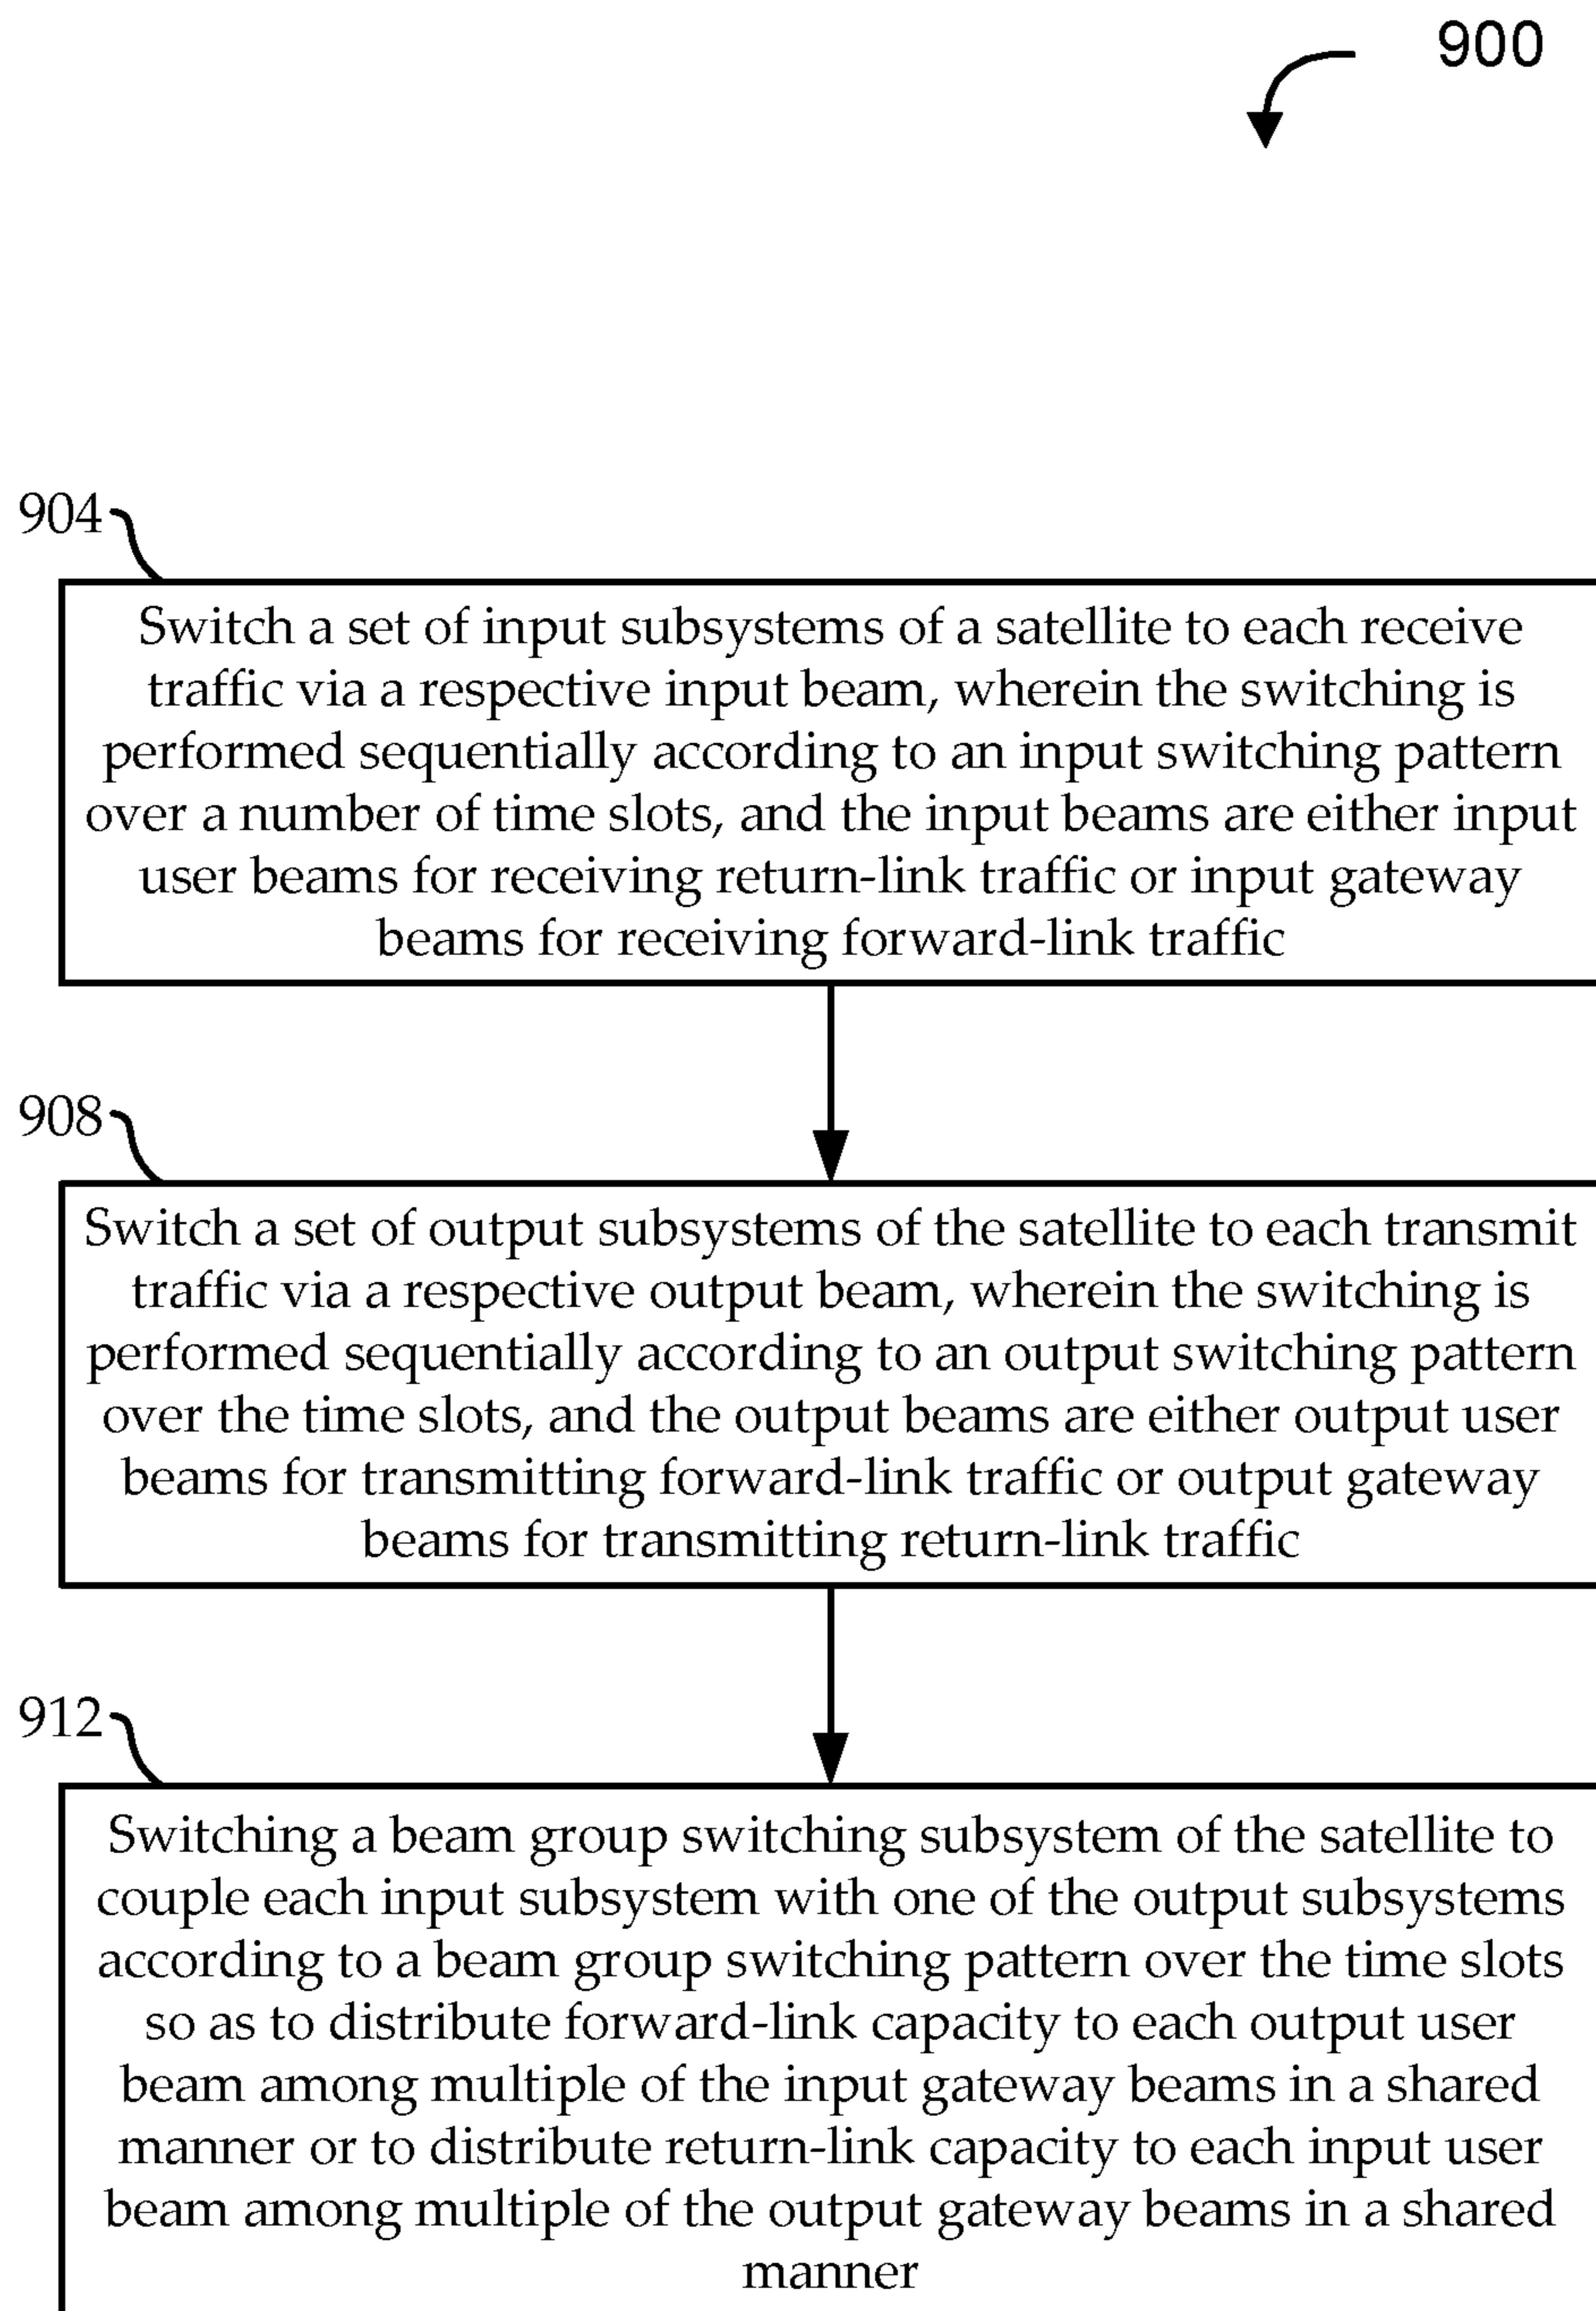 900
904
Switch a set of input subsystems of a satellite to each receive
traffic via a respective input beam, wherein the switching is
performed sequentially according to an input switching pattern
over a number of time slots, and the input beams are either input
user beams for receiving return-link traffic or input gateway
beams for receiving forward-link traffic
908
Switch a set of output subsystems of the satellite to each transmit
traffic via a respective output beam, wherein the switching is
performed sequentially according to an output switching pattern
over the time slots, and the output beams are either output user
beams for transmitting forward-link traffic or output gateway
beams for transmitting return-link traffic
912
Switching a beam group switching subsystem of the satellite to
couple each input subsystem with one of the output subsystems
according to a beam group switching pattern over the time slots
so as to distribute forward-link capacity to each output user
beam among multiple of the input gateway beams in a shared
manner or to distribute return-link capacity to each input user
beam among multiple of the output gateway beams in a shared
manner